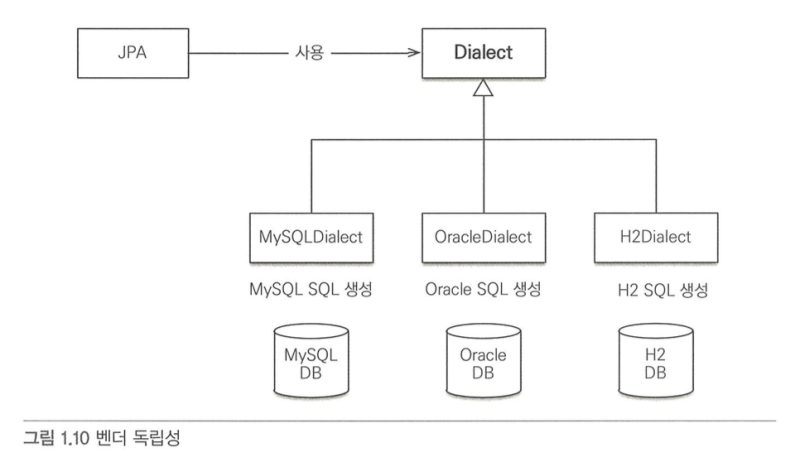 JPA
사용
Dialect
MySQLDialect
OracleDialect
H2Dialect
MySQL SQL 생성
Oracle SQL 생성
H2 SQL 생성
MySQL
DB
Oracle
DB
H2
DB
그림 1.10 벤더 독립성